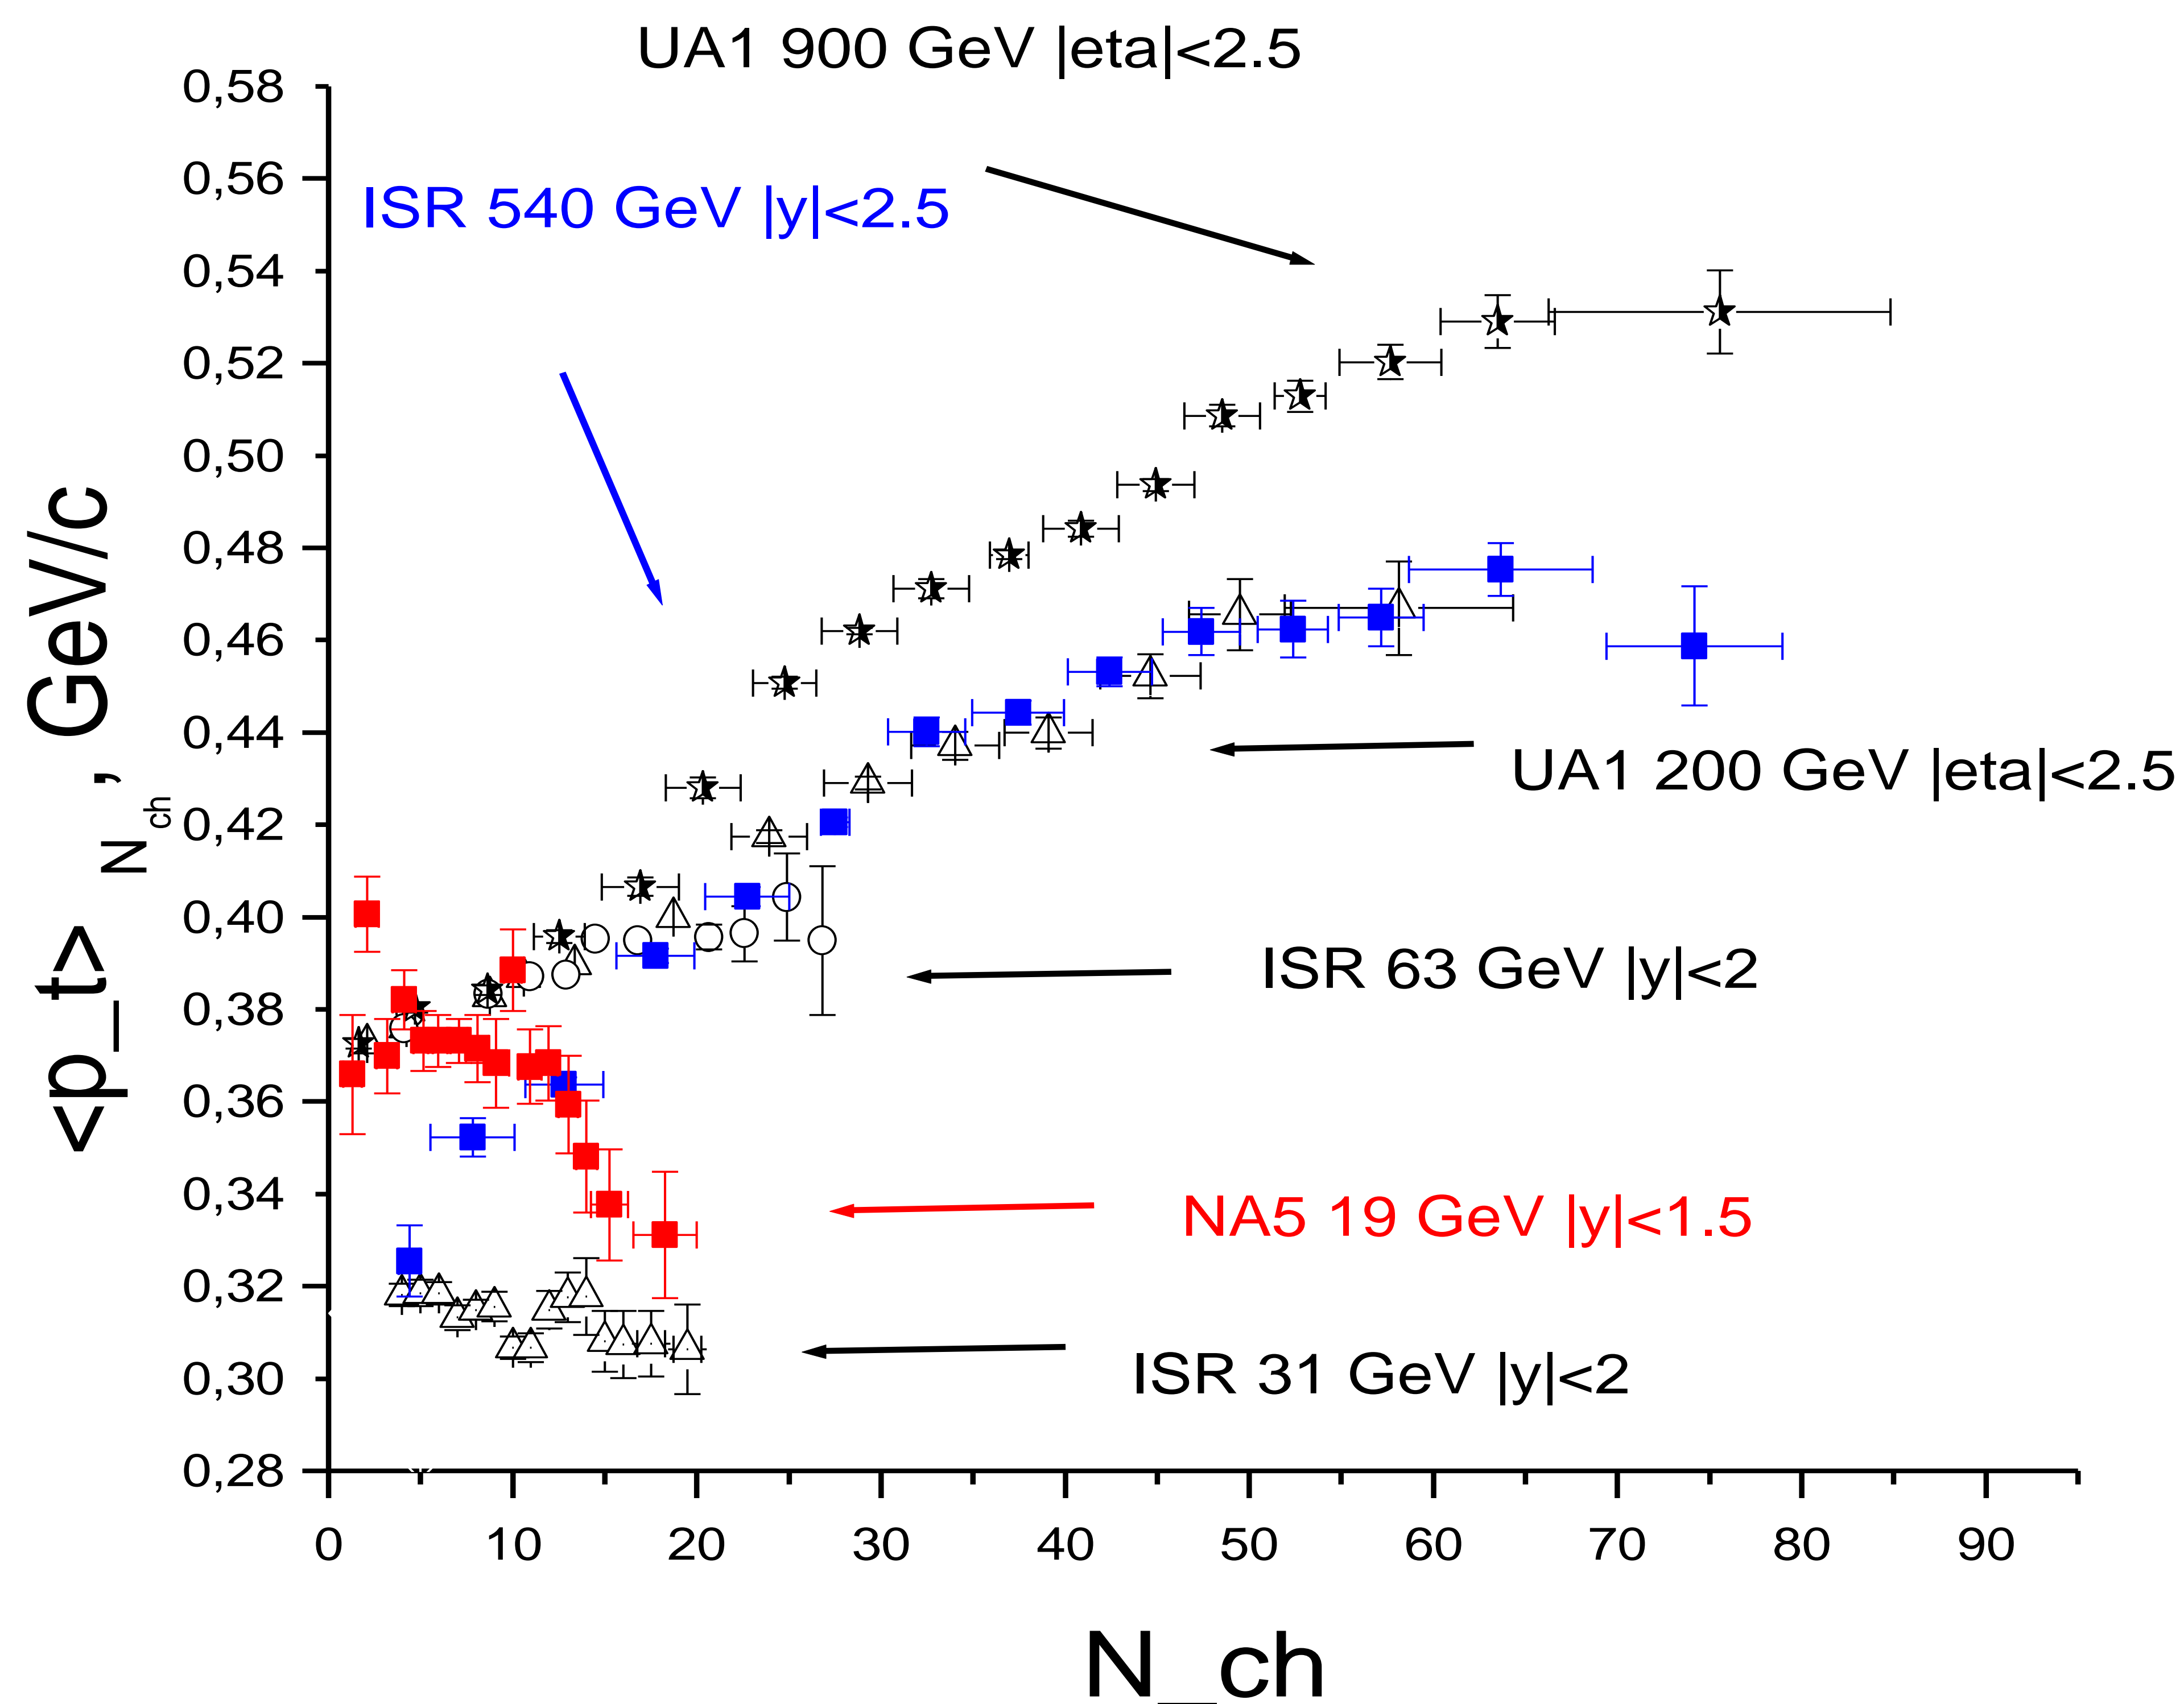 UA1 900 GeV |eta|<2.5
0,58
0,56
ISR 540 GeV |y|<2.5
0,54
0,52
0,50
0,48
0,46
0,44
UA1 200 GeV |eta|<2.5
0,42
0,40
ISR 63 GeV |y|<2
0,38
0,36
0,34
NA5 19 GeV |y|<1.5
0,32
0,30
ISR 31 GeV |y|<2
0,28
<p_t>_N_ch, GeV//c
0 10 20 30 40 50 60 70 80 90
N_ch